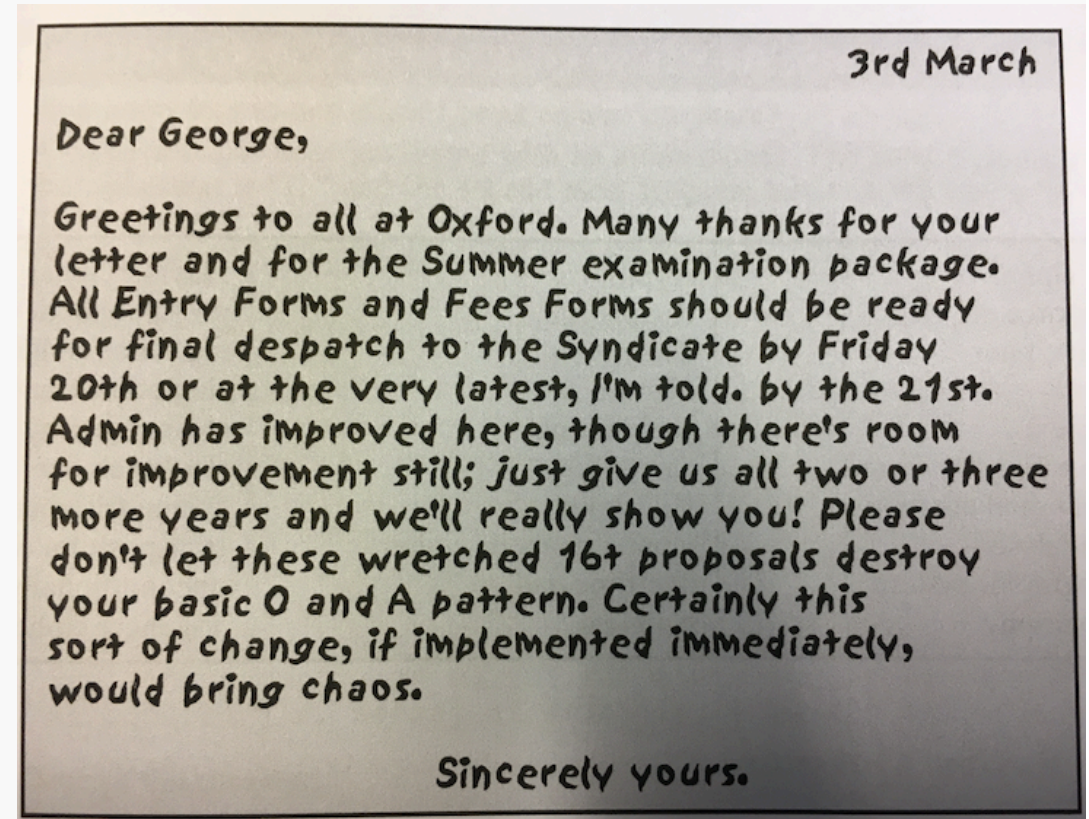 3rd March
Dear George,
Greetings to all at Oxford. Many thanks for your
letter and for the Summer examination package.
All Entry Forms and Fees Forms should be ready
for final despatch to the Syndicate by Friday
20th or at the very latest, I'm told. by the 21st.
Admin has improved here, though there's room
for improvement still; just give us all two or three
more years and we'll really show you! Please
don't let these wretched 16+ proposals destroy
your basic O and A pattern. Certainly this
sort of change, if implemented immediately,
would bring chaos.
Sincerely yours.